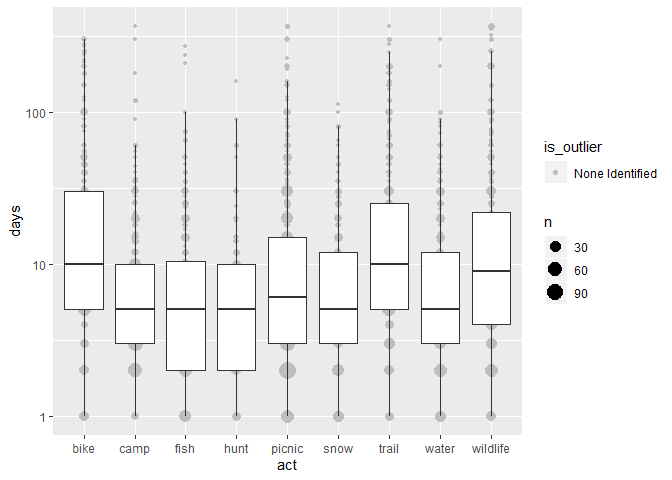 days
100
10
1
bike camp fish hunt picnic snow trail water wildlife
act
is_outlier
None Identified
n
30
60
90